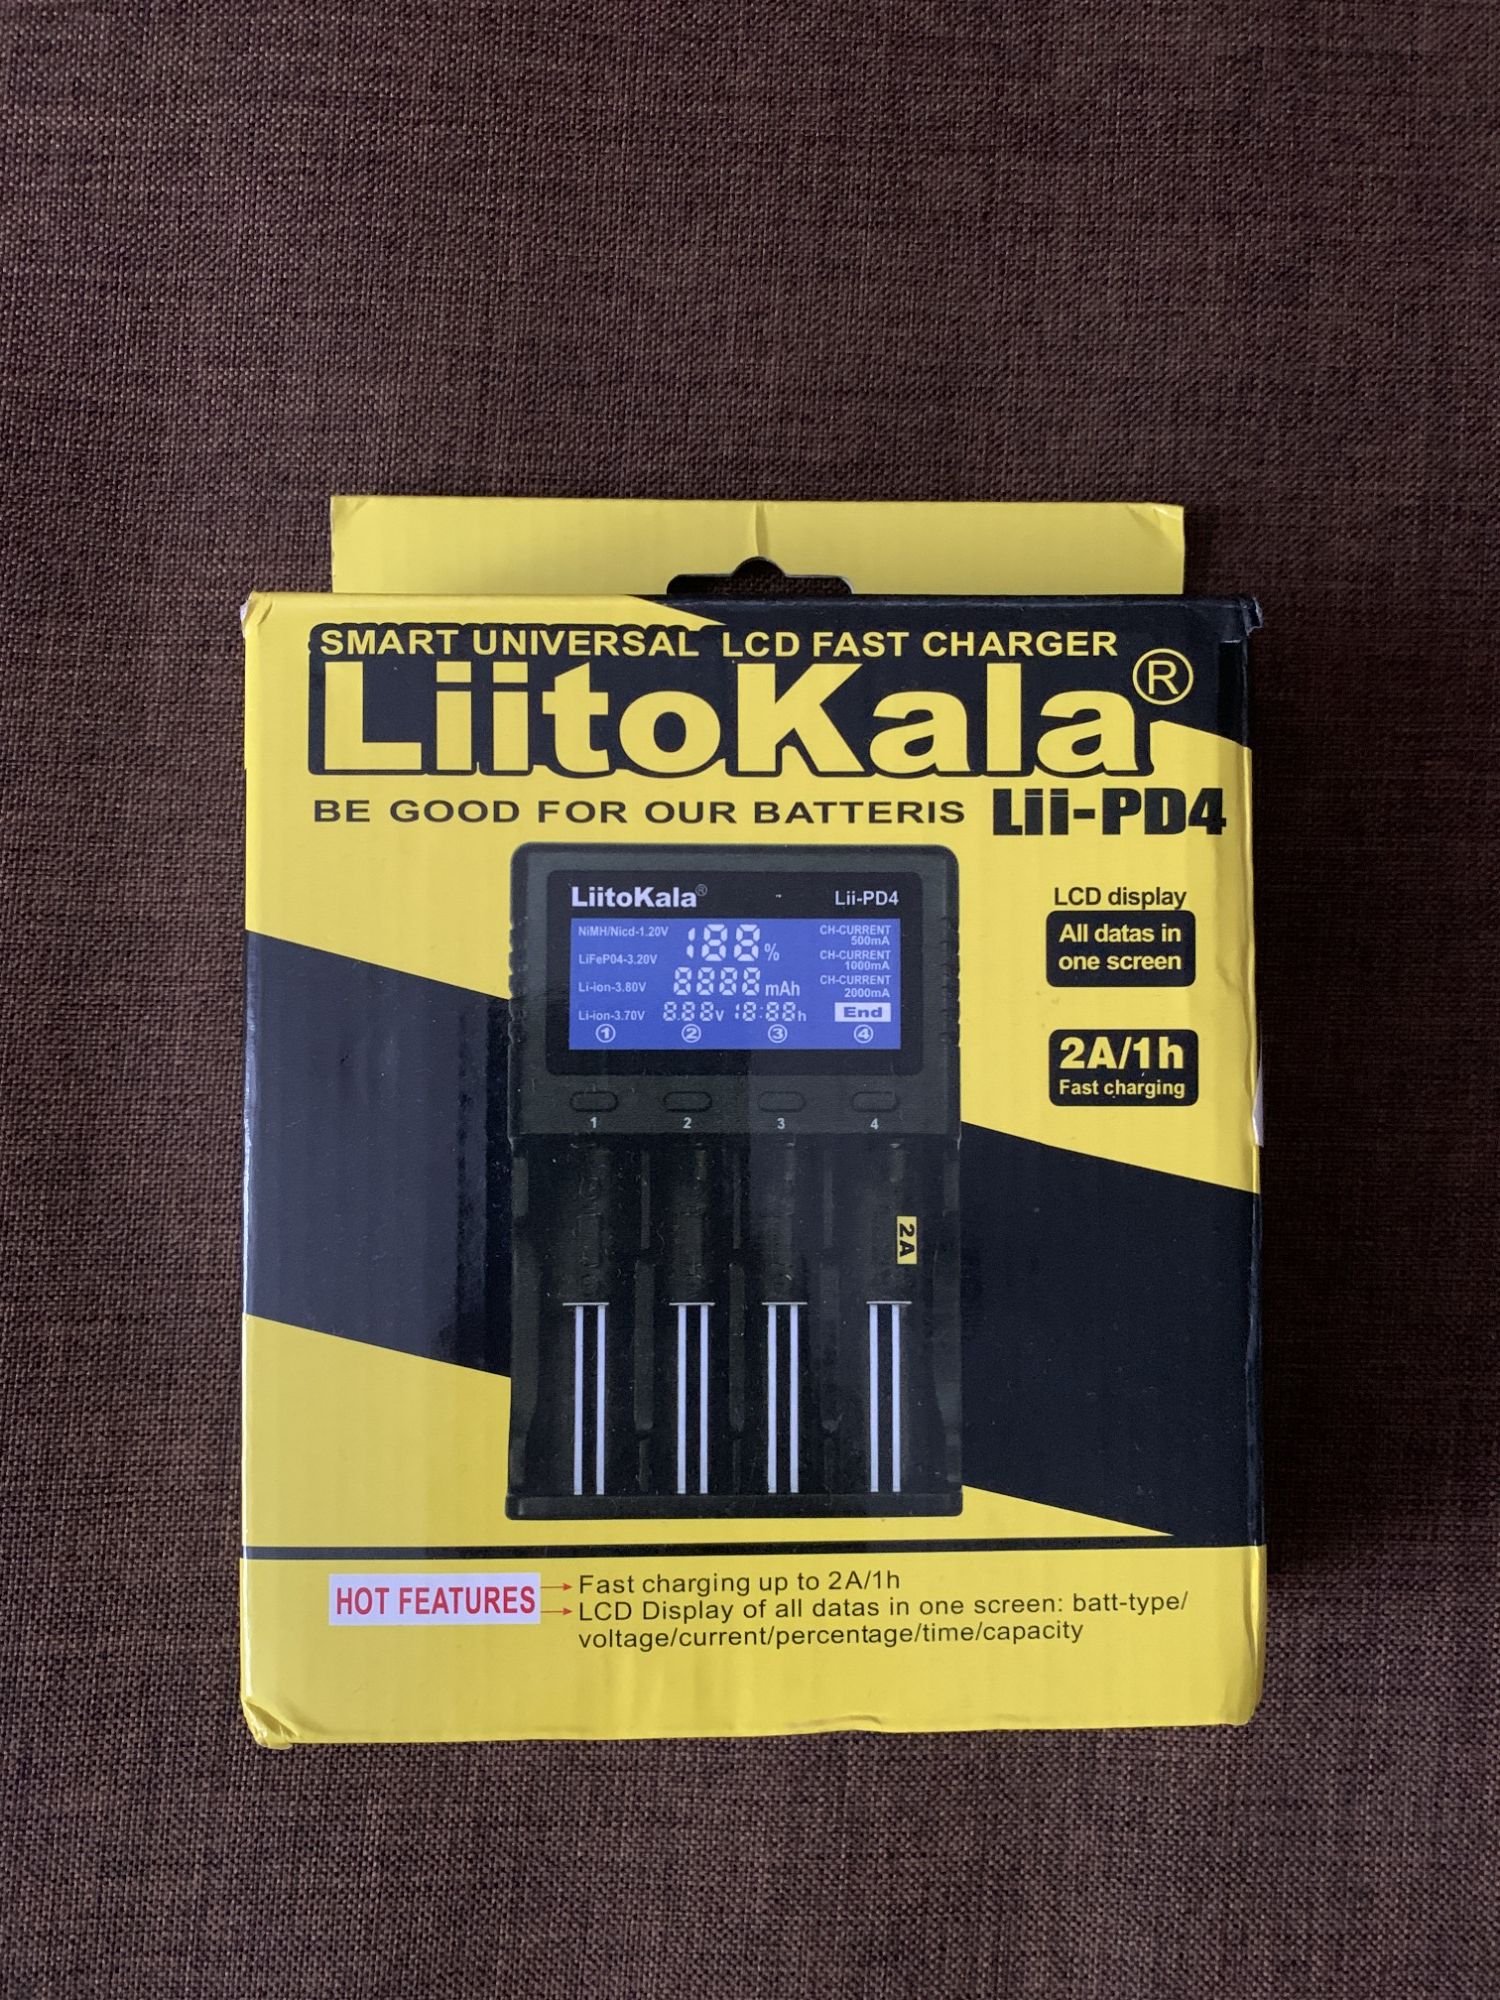 SMART UNIVERSAL LCD FAST CHARGER
LiitoKala®
BE GOOD FOR OUR BATTERIS Lii-PD4
LiitoKala® Lii-PD4
NiMH/Nicd-1.20V
LiFePO4-3.20V
Li-ion-3.80V
Li-ion-3.70V
188%
8888mAh
8.88V 18:88h
CH-CURRENT
500mA
CH-CURRENT
1000mA
CH-CURRENT
2000mA
End
① ② ③ ④
1 2 3 4
2A
LCD display
All datas in
one screen
2A/1h
Fast charging
HOT FEATURES
Fast charging up to 2A/1h
LCD Display of all datas in one screen: batt-type/
voltage/current/percentage/time/capacity